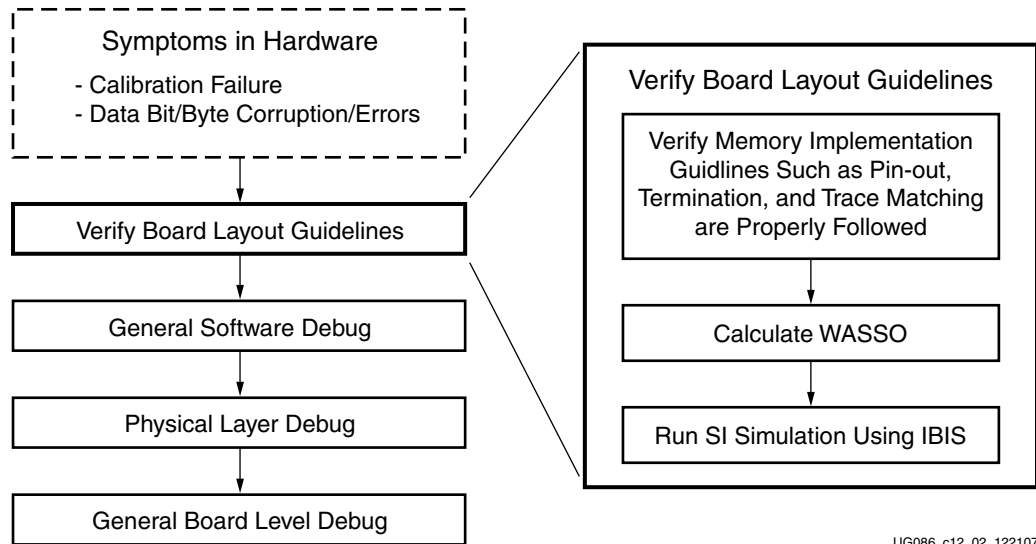 Symptoms in Hardware
- Calibration Failure
- Data Bit/Byte Corruption/Errors
Verify Board Layout Guidelines
General Software Debug
Physical Layer Debug
General Board Level Debug
Verify Board Layout Guidelines
Verify Memory Implementation
Guidlines Such as Pin-out,
Termination, and Trace Matching
are Properly Followed
Calculate WASSO
Run SI Simulation Using IBIS
UG086_c12_02_122107